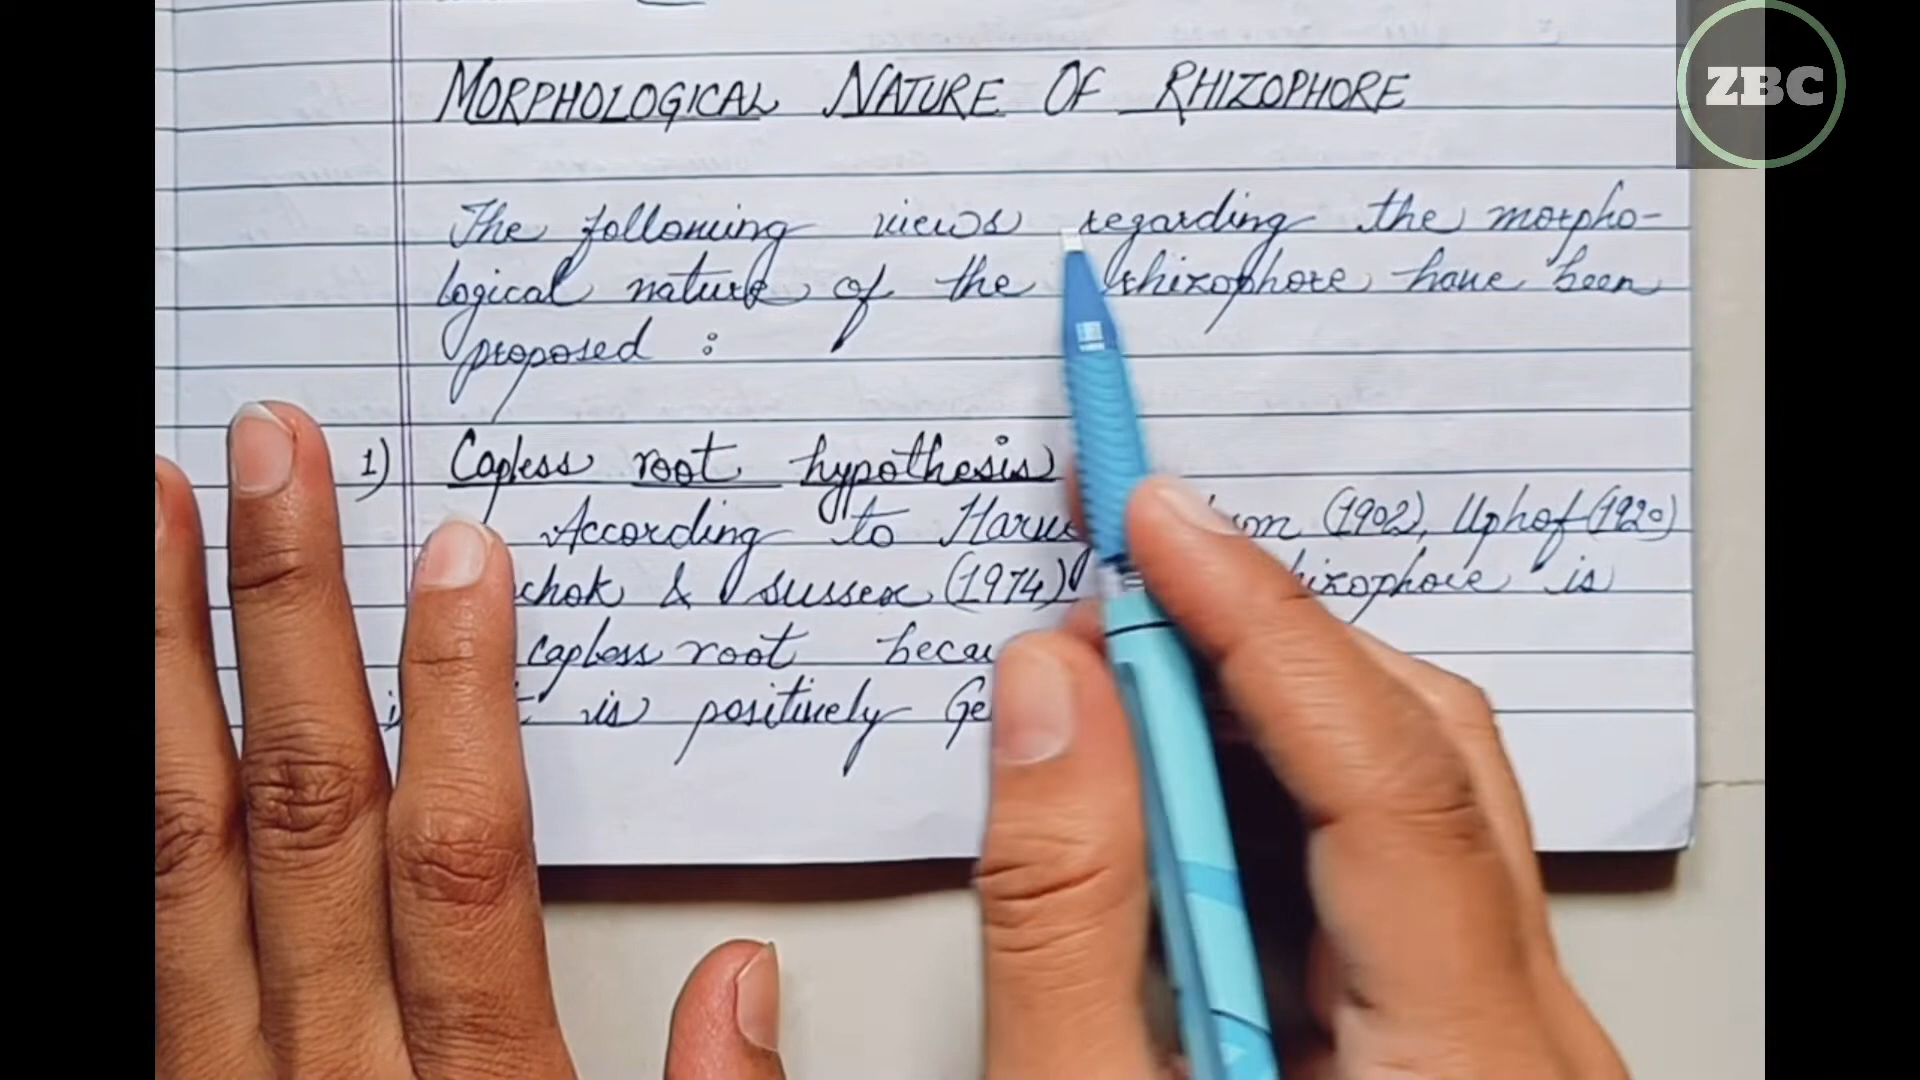 ZBC
MORPHOLOGICAL NATURE OF RHIZOPHORE
The following views regarding the morpho-
logical nature of the rhizophore have been
proposed :
1) Capless root hypothesis
According to (1902), Uphof (1920)
& Sussex (1974) is
capless root
is positively